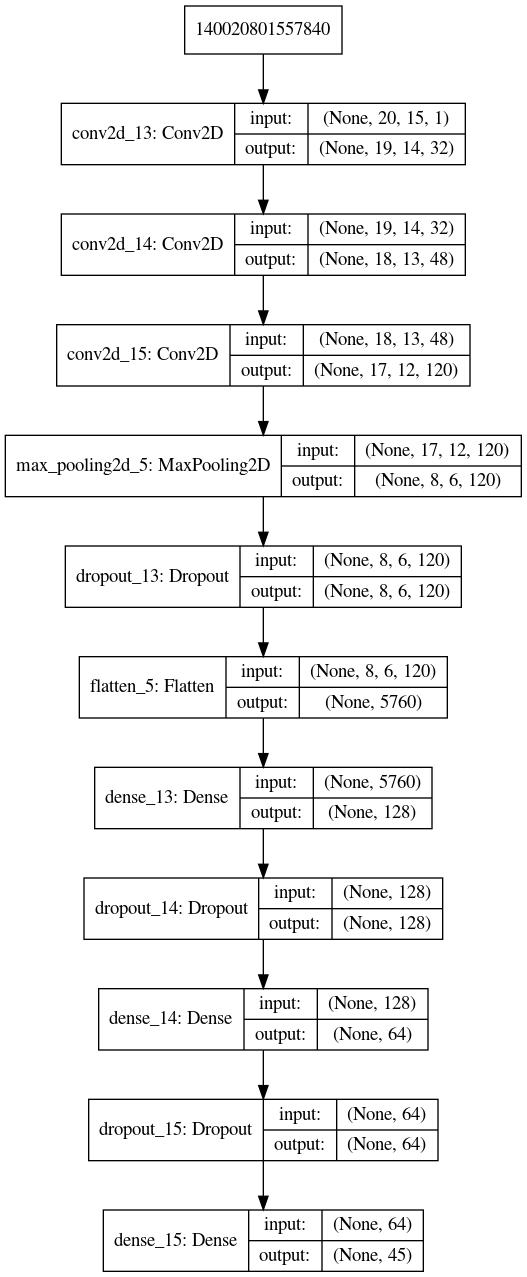 140020801557840
conv2d_13: Conv2D
input:
(None, 20, 15, 1)
output:
(None, 19, 14, 32)
conv2d_14: Conv2D
input:
(None, 19, 14, 32)
output:
(None, 18, 13, 48)
conv2d_15: Conv2D
input:
(None, 18, 13, 48)
output:
(None, 17, 12, 120)
max_pooling2d_5: MaxPooling2D
input:
(None, 17, 12, 120)
output:
(None, 8, 6, 120)
dropout_13: Dropout
input:
(None, 8, 6, 120)
output:
(None, 8, 6, 120)
flatten_5: Flatten
input:
(None, 8, 6, 120)
output:
(None, 5760)
dense_13: Dense
input:
(None, 5760)
output:
(None, 128)
dropout_14: Dropout
input:
(None, 128)
output:
(None, 128)
dense_14: Dense
input:
(None, 128)
output:
(None, 64)
dropout_15: Dropout
input:
(None, 64)
output:
(None, 64)
dense_15: Dense
input:
(None, 64)
output:
(None, 45)